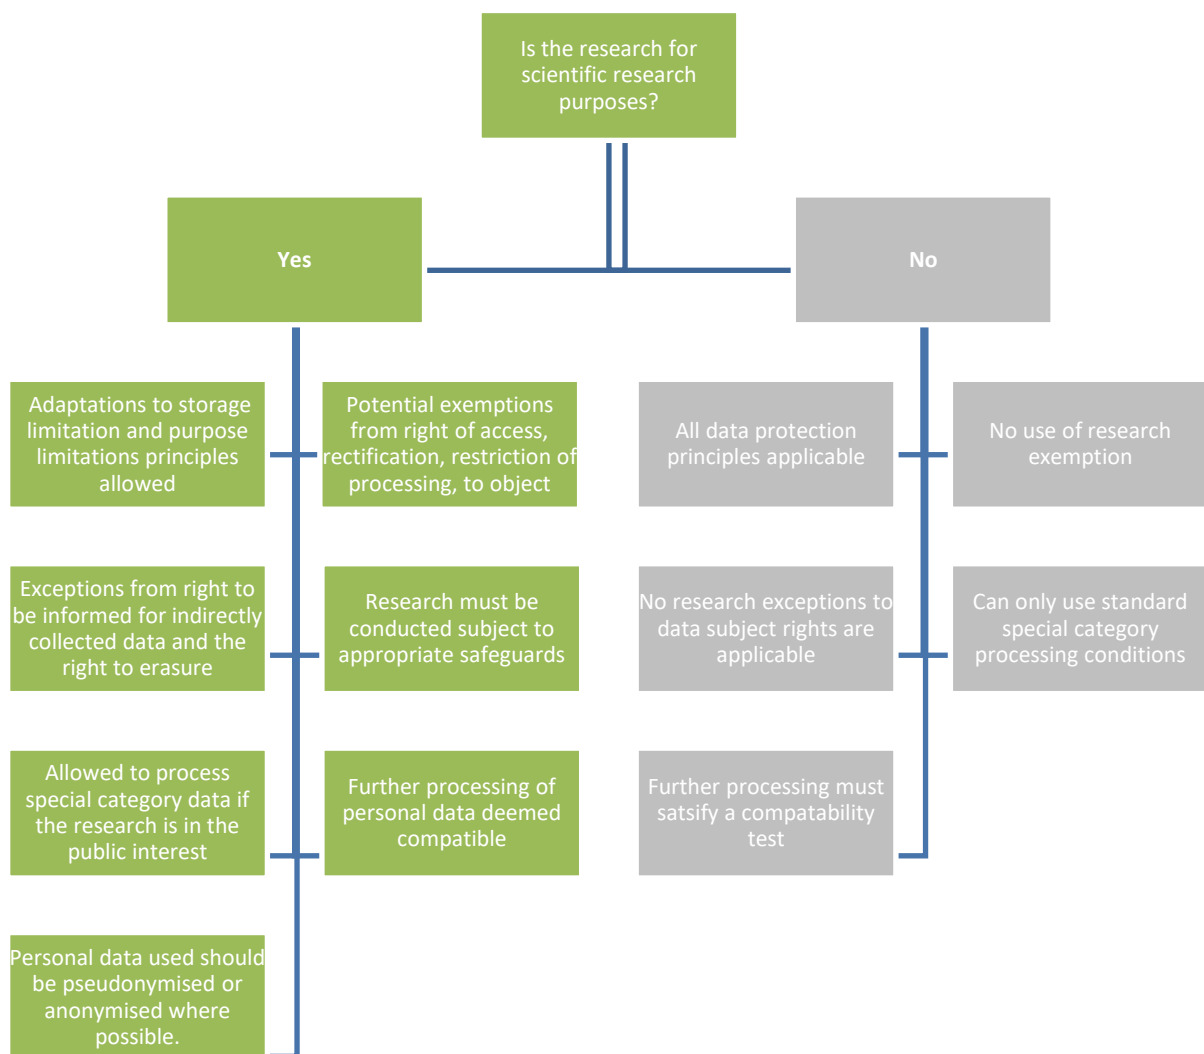 Is the research for
scientific research
purposes?
Yes
No
Adaptations to storage
limitation and purpose
limitations principles
allowed
Potential exemptions
from right of access,
rectification, restriction of
processing, to object
All data protection
principles applicable
No use of research
exemption
Exceptions from right to
be informed for indirectly
collected data and the
right to erasure
Research must be
conducted subject to
appropriate safeguards
No research exceptions to
data subject rights are
applicable
Can only use standard
special category
processing conditions
Allowed to process
special category data if
the research is in the
public interest
Further processing of
personal data deemed
compatible
Further processing must
satsify a compatability
test
Personal data used should
be pseudonymised or
anonymised where
possible.